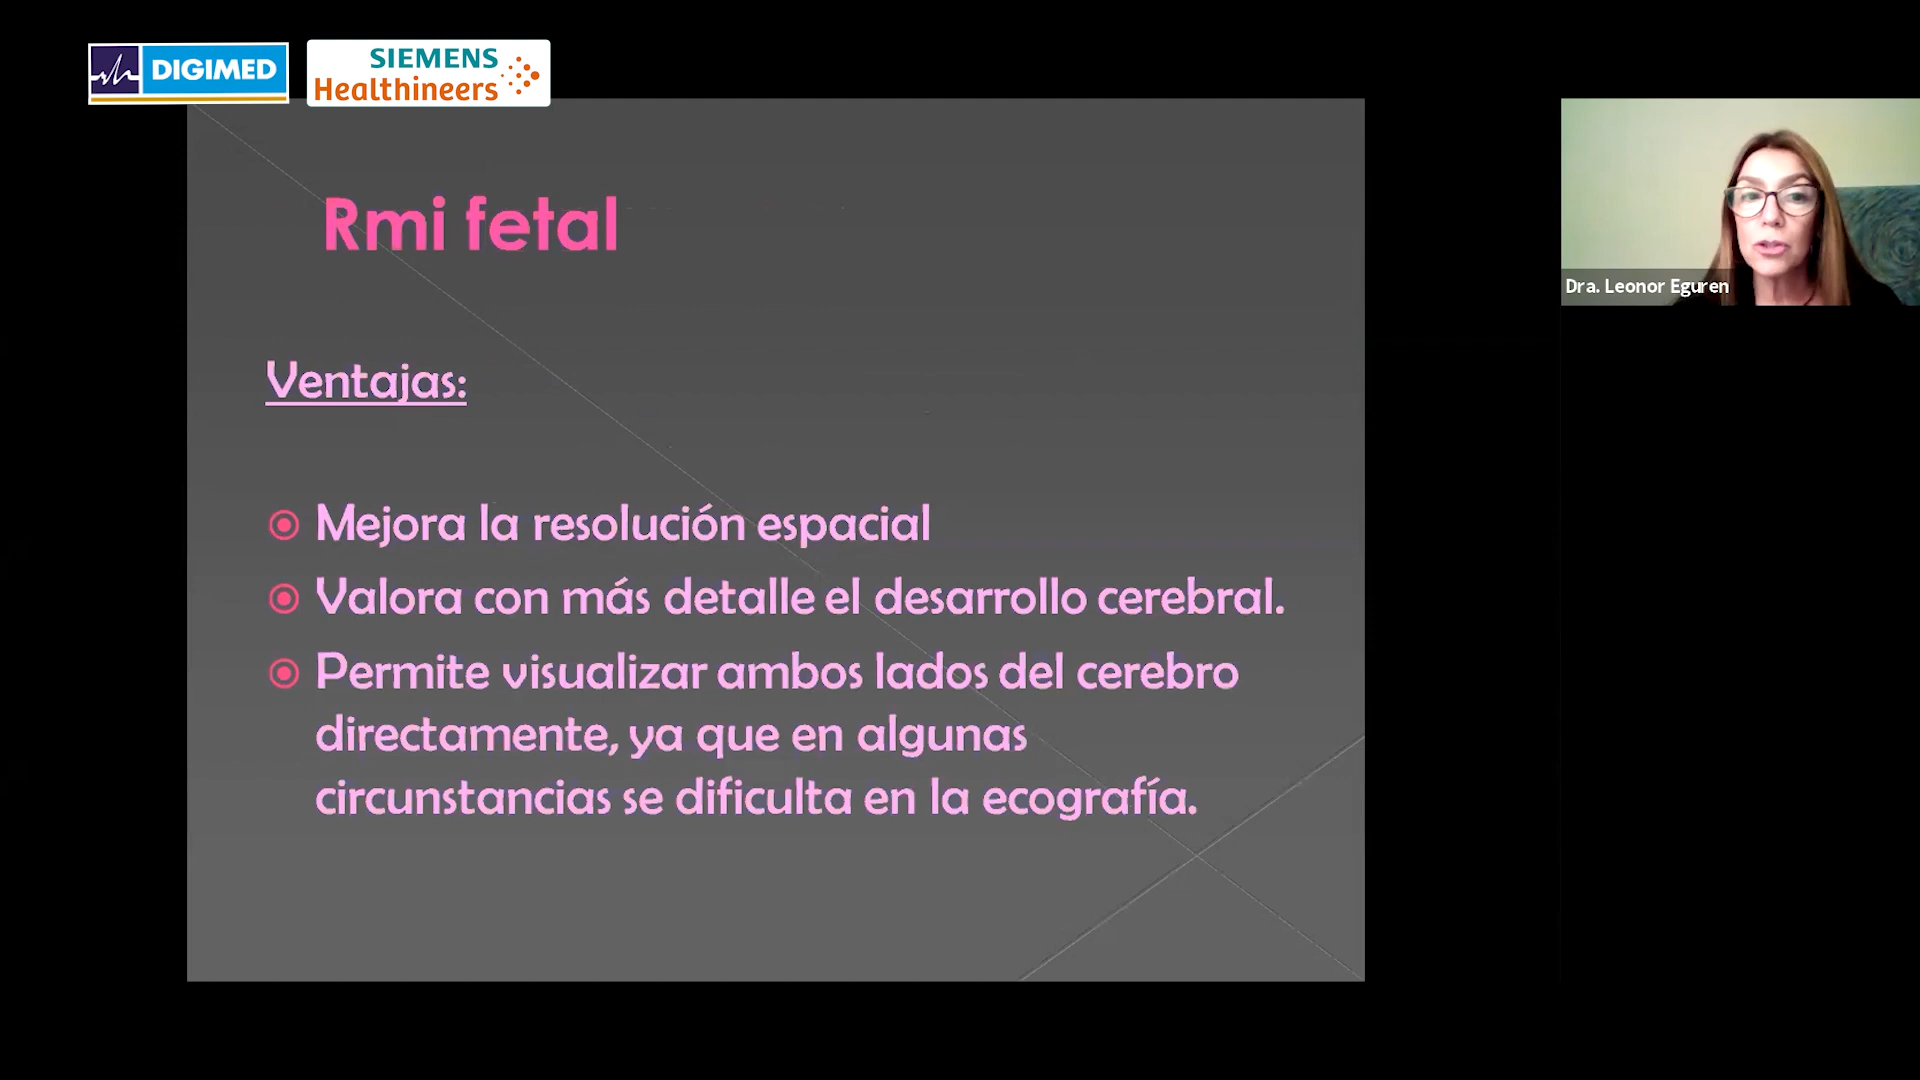 DIGIMED
SIEMENS
Healthineers
Rmi fetal
Ventajas:
Mejora la resolución espacial
Valora con más detalle el desarrollo cerebral.
Permite visualizar ambos lados del cerebro
directamente, ya que en algunas
circunstancias se dificulta en la ecografía.
Dra. Leonor Eguren